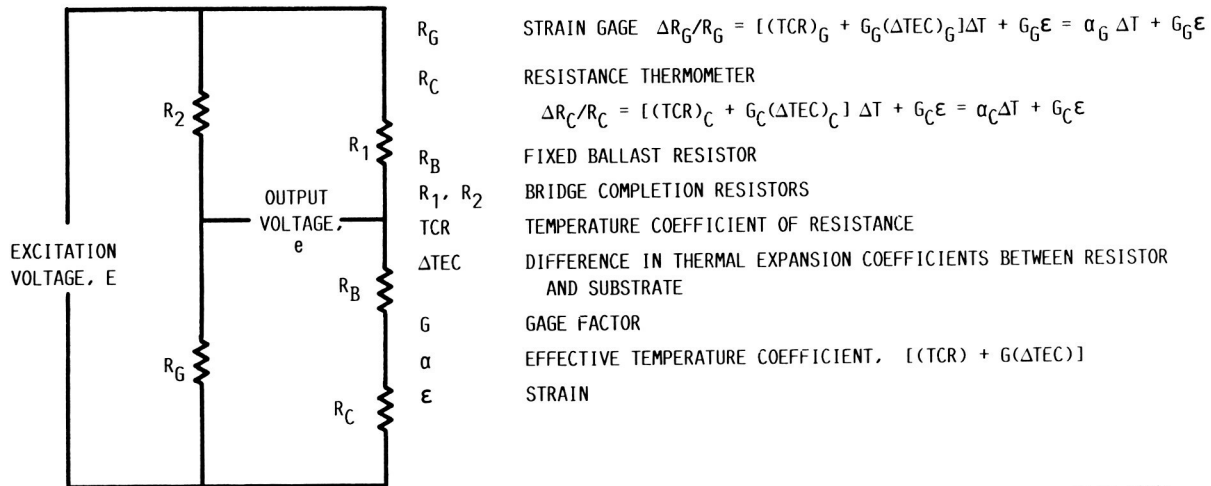 R_G STRAIN GAGE ΔR_G/R_G = [(TCR)_G + G_G(ΔTEC)_G]ΔT + G_Gε = α_G ΔT + G_Gε
R_C RESISTANCE THERMOMETER
ΔR_C/R_C = [(TCR)_C + G_C(ΔTEC)_C] ΔT + G_Cε = α_CΔT + G_Cε
R_B FIXED BALLAST RESISTOR
R_1, R_2 BRIDGE COMPLETION RESISTORS
TCR TEMPERATURE COEFFICIENT OF RESISTANCE
ΔTEC DIFFERENCE IN THERMAL EXPANSION COEFFICIENTS BETWEEN RESISTOR
AND SUBSTRATE
G GAGE FACTOR
α EFFECTIVE TEMPERATURE COEFFICIENT, [(TCR) + G(ΔTEC)]
ε STRAIN
R_2
R_1
OUTPUT
VOLTAGE,
e
EXCITATION
VOLTAGE, E
R_B
R_G
R_C